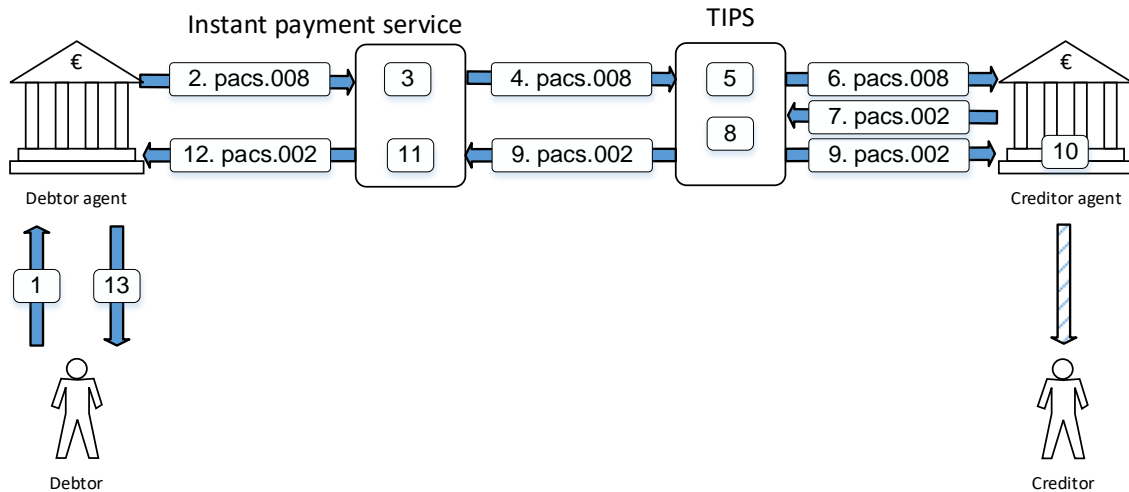 Instant payment service
TIPS
€
2. pacs.008
3
4. pacs.008
5
6. pacs.008
€
7. pacs.002
8
12. pacs.002
11
9. pacs.002
9. pacs.002
10
Debtor agent
Creditor agent
1
13
Debtor
Creditor